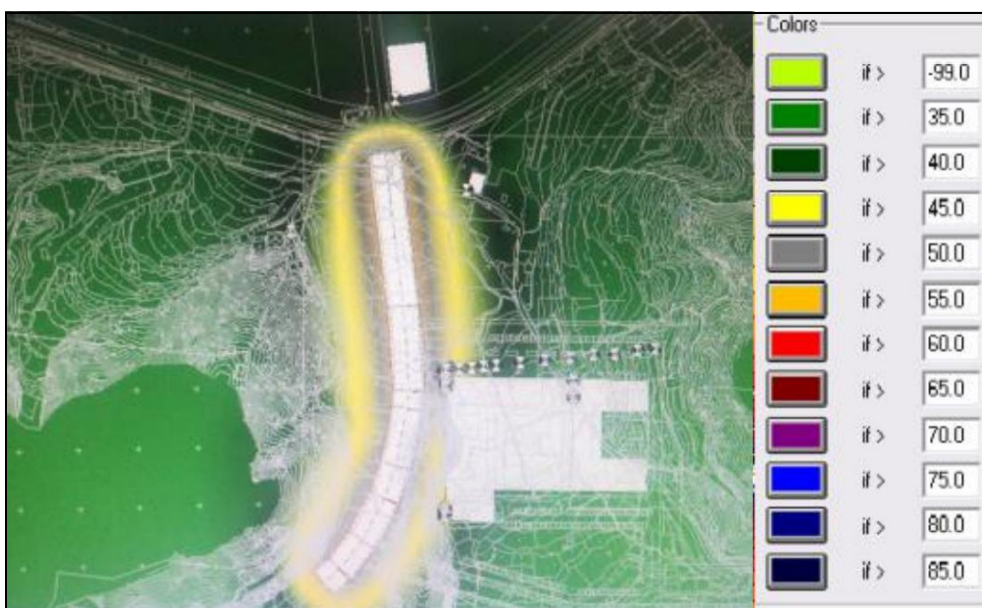 Colors
if > -99.0
if > 35.0
if > 40.0
if > 45.0
if > 50.0
if > 55.0
if > 60.0
if > 65.0
if > 70.0
if > 75.0
if > 80.0
if > 85.0